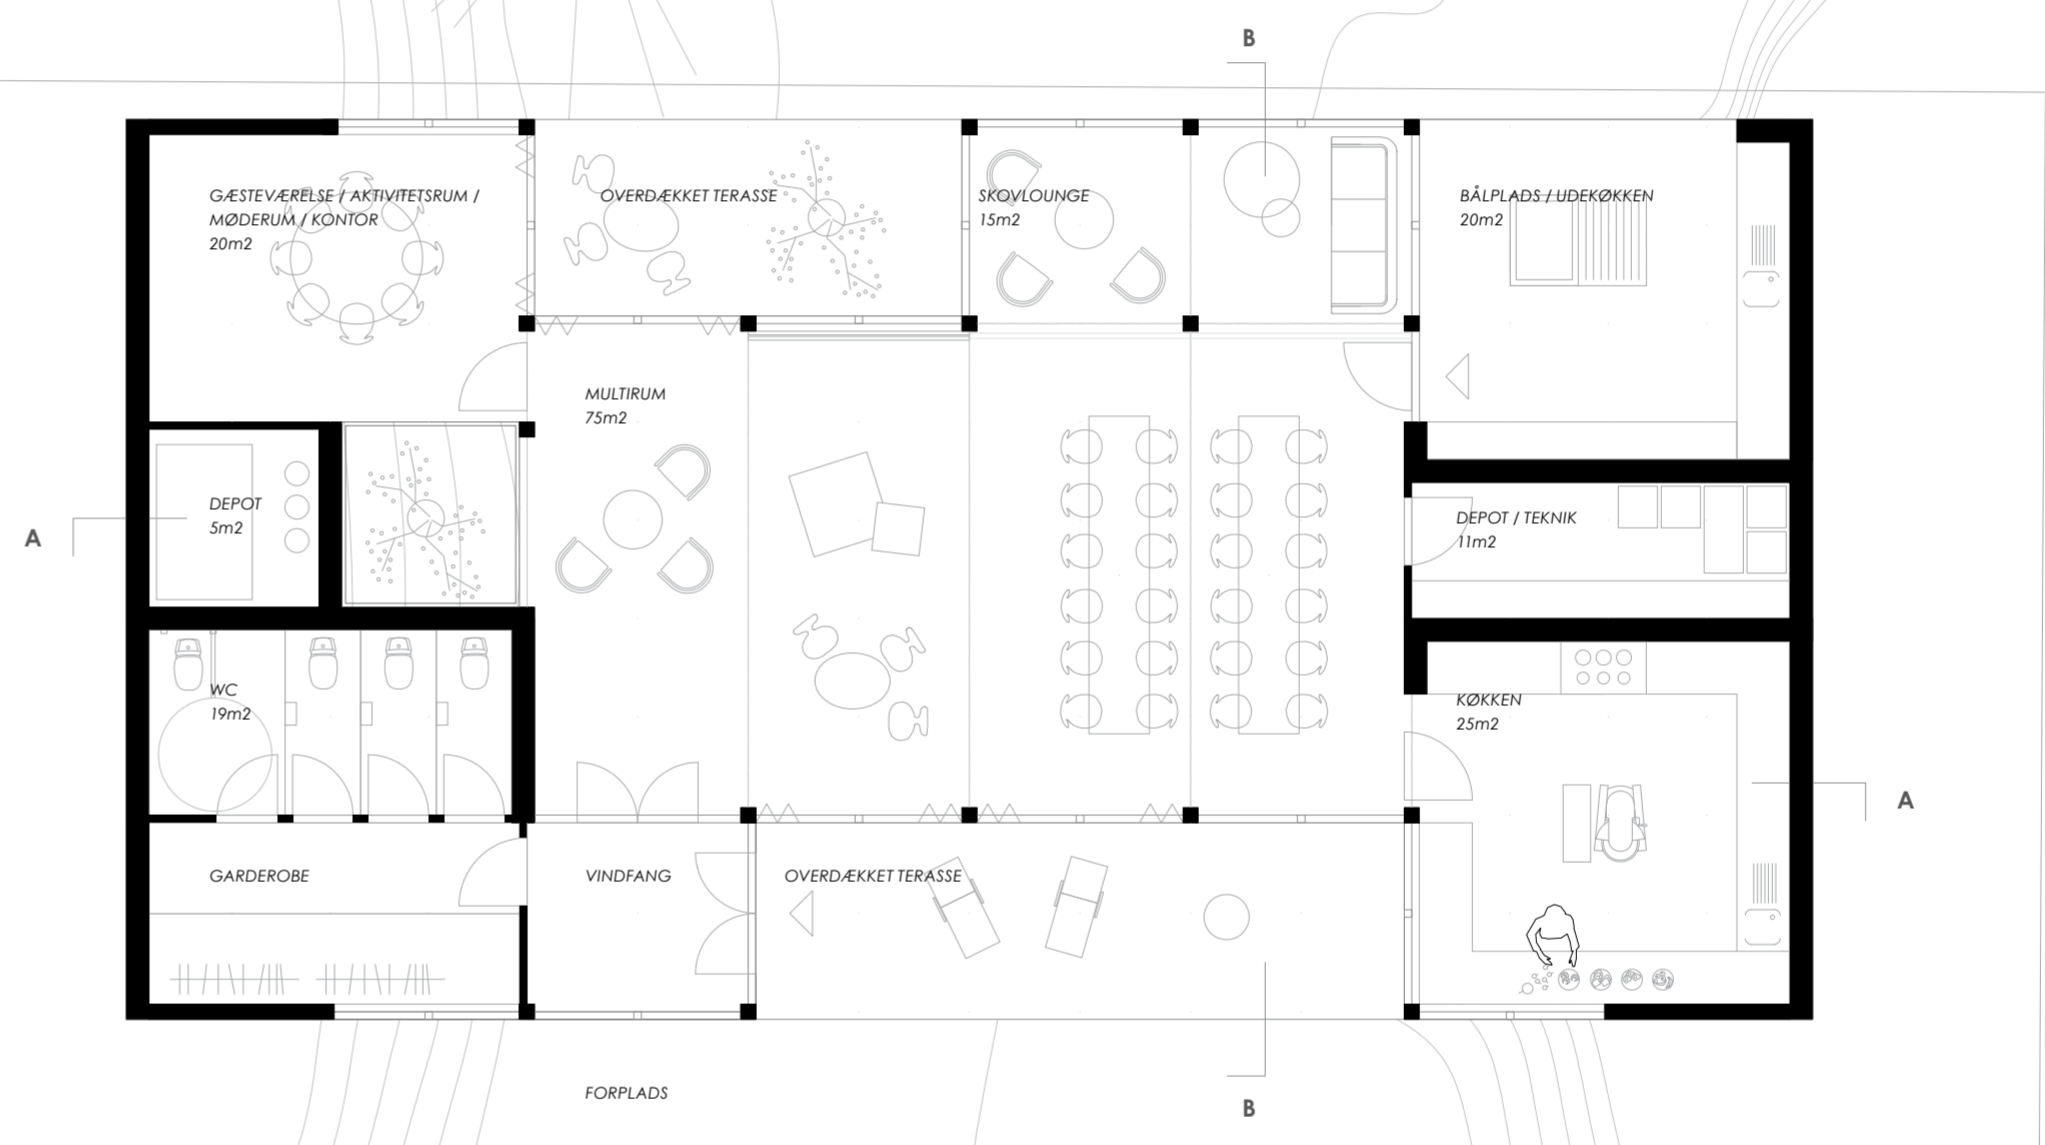 B
GÆSTEVÆRELSE / AKTIVITETSRUM /
MØDERUM / KONTOR
20m2
OVERDÆKKET TERASSE
SKOVLOUNGE
15m2
BÅLPLADS / UDEKØKKEN
20m2
MULTIRUM
75m2
DEPOT
5m2
A
DEPOT / TEKNIK
11m2
WC
19m2
KØKKEN
25m2
A
GARDEROBE
VINDFANG
OVERDÆKKET TERASSE
FORPLADS
B